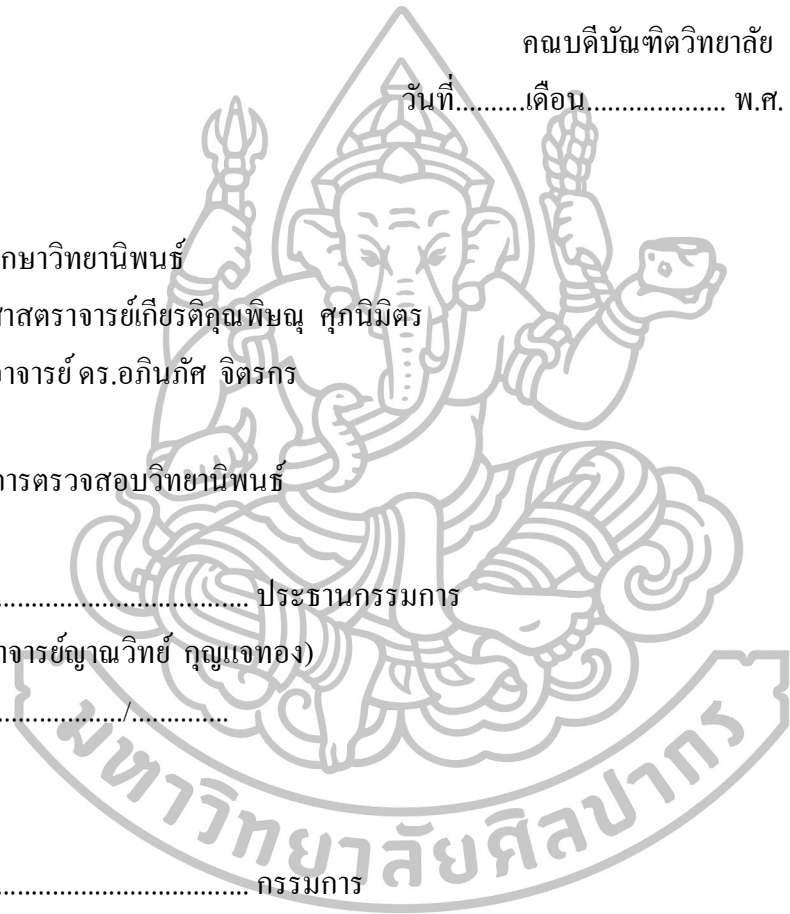 คณบดีบัณฑิตวิทยาลัย
วันที่..........เดือน.................... พ.ศ.
กษาวิทยานิพนธ์
ศาสตราจารย์เกียรติคุณพิษณุ ศุภนิมิตร
อาจารย์ ดร.อภินภัศ จิตรกร
การตรวจสอบวิทยานิพนธ์
.................................... ประธานกรรมการ
าจารย์ญาณวิทย์ กุญแจทอง)
................../..............
.................................... กรรมการ
มหาวิทยาลัยศิลปากร